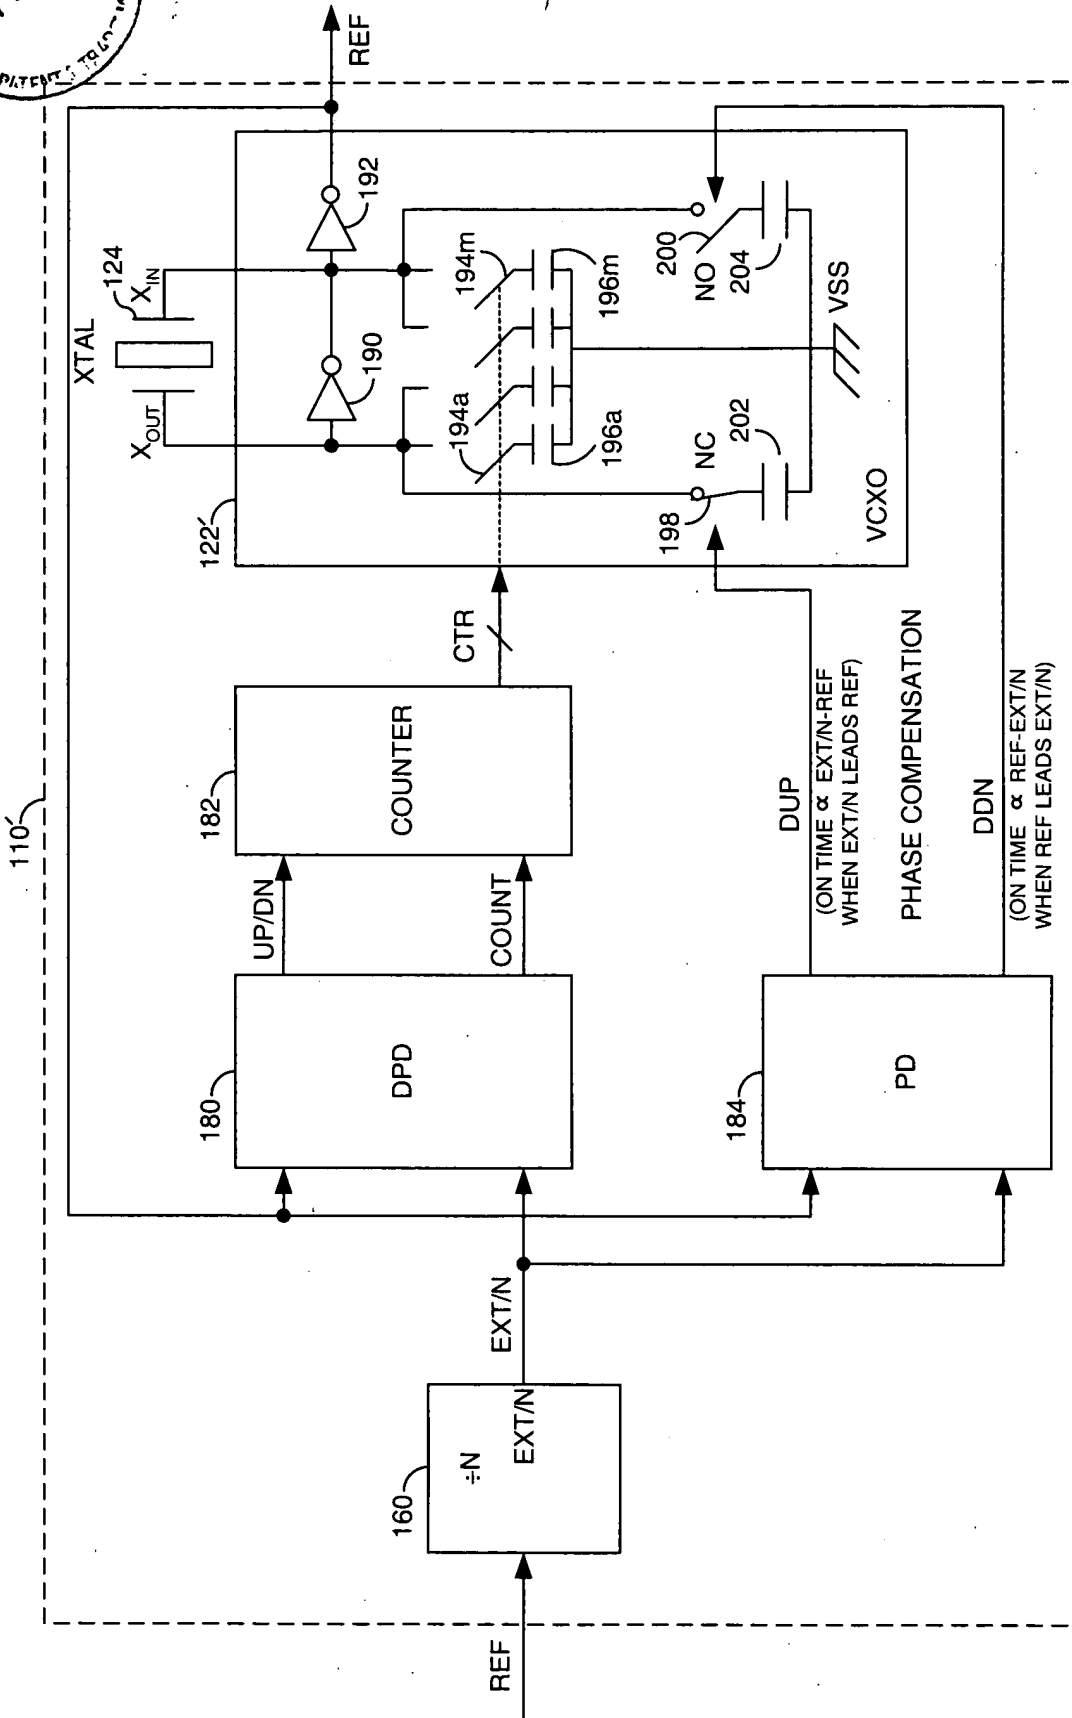 110'
REF
160
÷N
EXT/N
EXT/N
180
DPD
UP/DN
COUNT
182
COUNTER
CTR
184
PD
DUP
(ON TIME ∝ EXT/N-REF
WHEN EXT/N LEADS REF)
PHASE COMPENSATION
DDN
(ON TIME ∝ REF-EXT/N
WHEN REF LEADS EXT/N)
122'
XTAL
124
XOUT
XIN
190
192
REF
194a
194m
196a
196m
198
NC
202
200
NO
204
VSS
VCXO